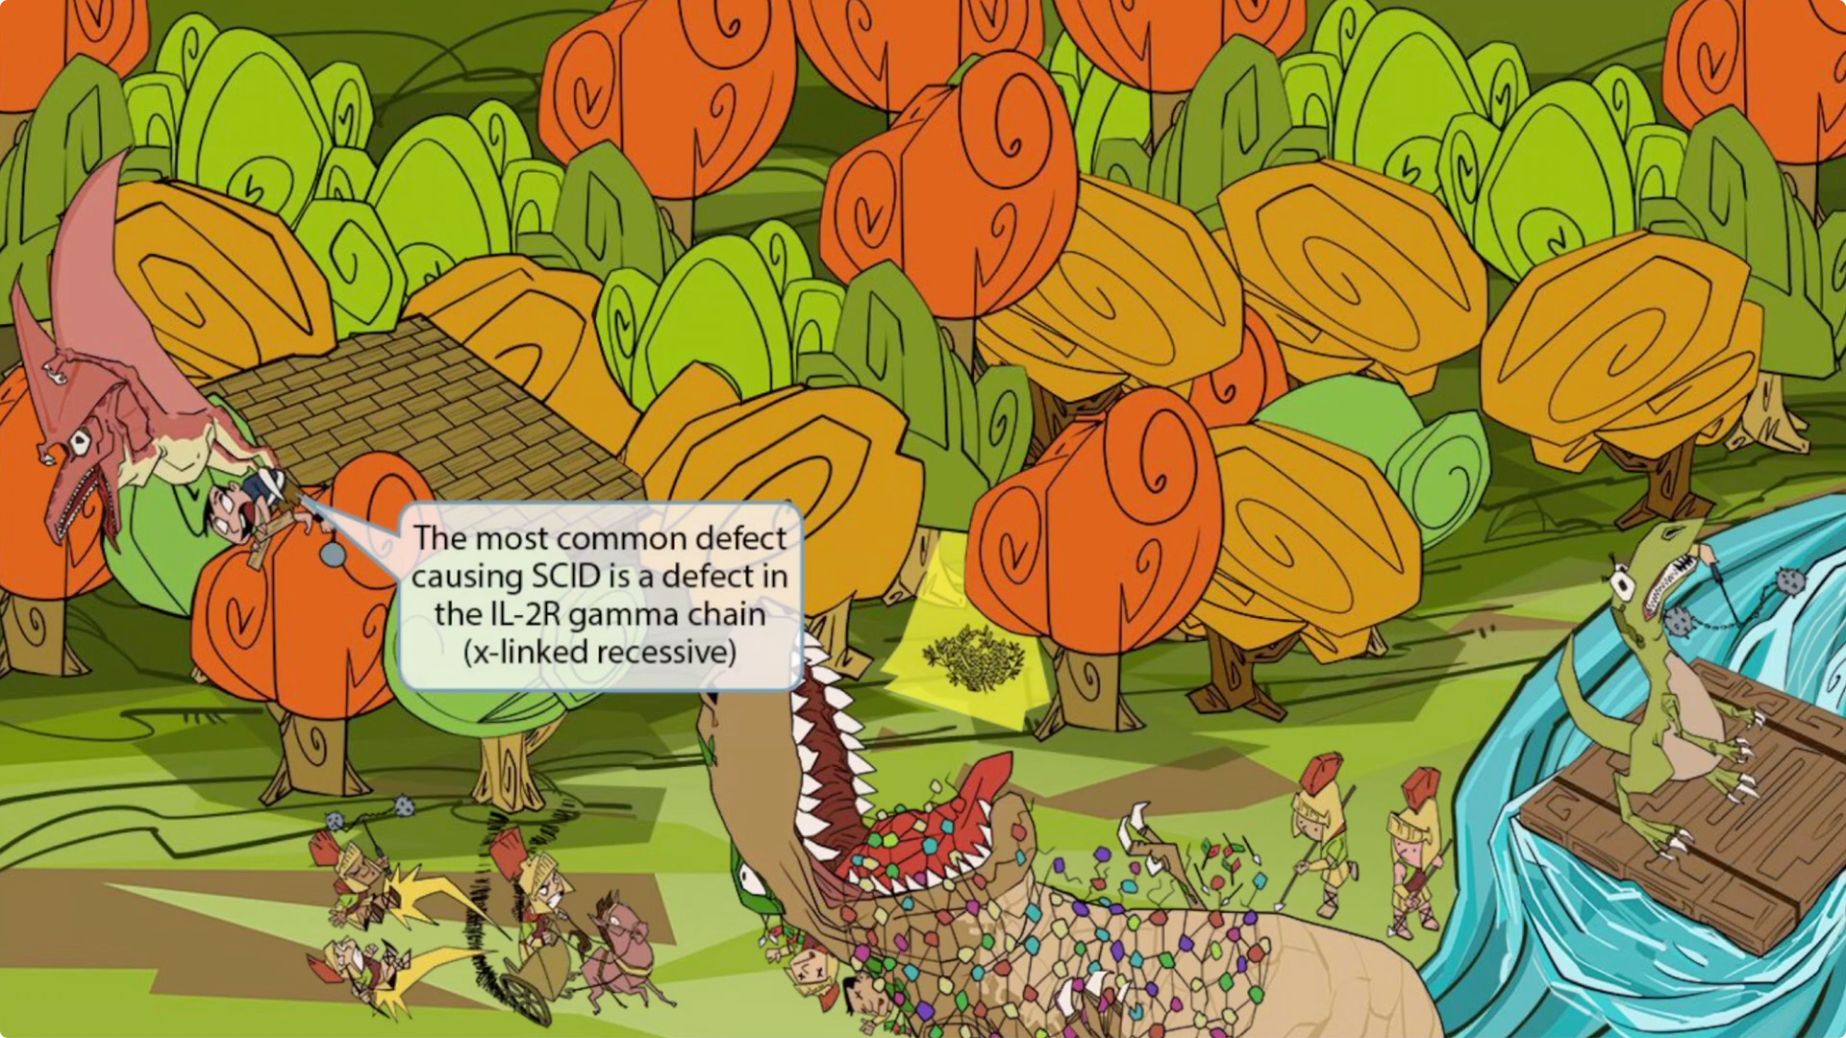 The most common defect
causing SCID is a defect in
the IL-2R gamma chain
(x-linked recessive)